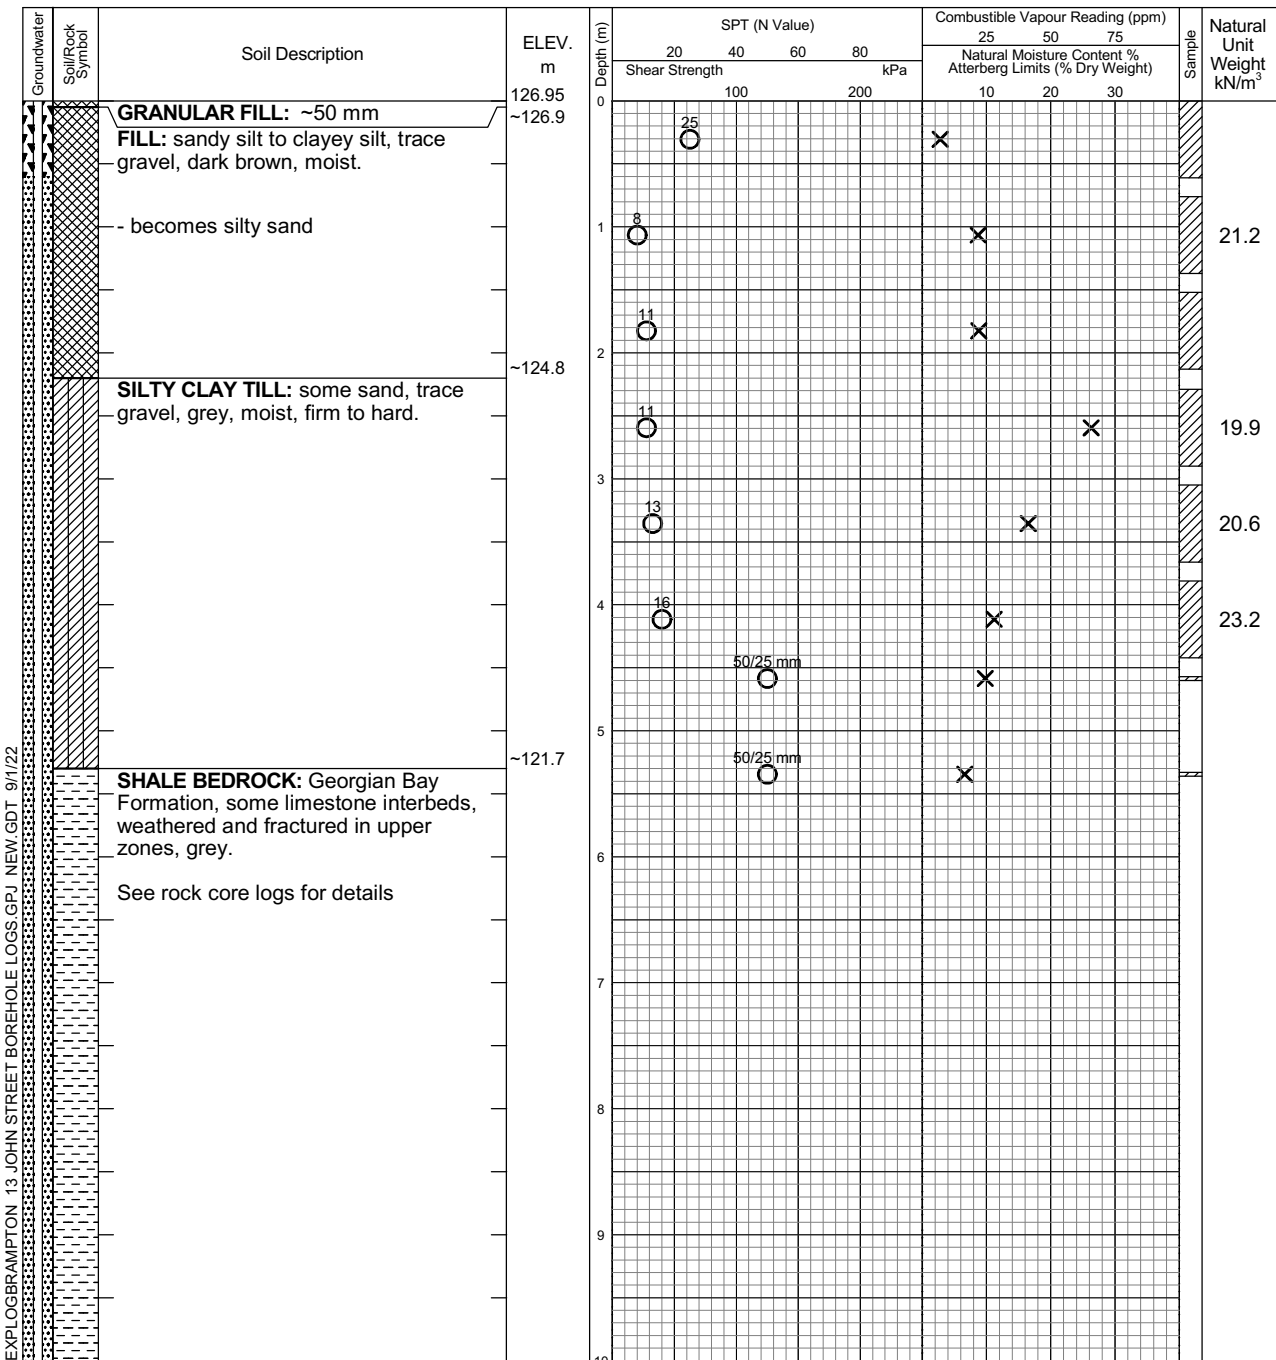 Groundwater
Soil/Rock
Symbol
Soil Description
ELEV.
m
Depth (m)
SPT (N Value)
20 40 60 80
Shear Strength kPa
100 200
Combustible Vapour Reading (ppm)
25 50 75
Natural Moisture Content %
Atterberg Limits (% Dry Weight)
10 20 30
Sample
Natural
Unit
Weight
kN/m³
126.95
0
GRANULAR FILL: ~50 mm
~126.9
FILL: sandy silt to clayey silt, trace
gravel, dark brown, moist.
25
- becomes silty sand
1
8
21.2
11
2
~124.8
SILTY CLAY TILL: some sand, trace
gravel, grey, moist, firm to hard.
11
19.9
3
13
20.6
4
16
23.2
50/25 mm
5
~121.7
50/25 mm
SHALE BEDROCK: Georgian Bay
Formation, some limestone interbeds,
weathered and fractured in upper
zones, grey.
6
See rock core logs for details
7
8
9
EXPLOGBRAMPTON 13 JOHN STREET BOREHOLE LOGS.GPJ NEW.GDT 9/1/22